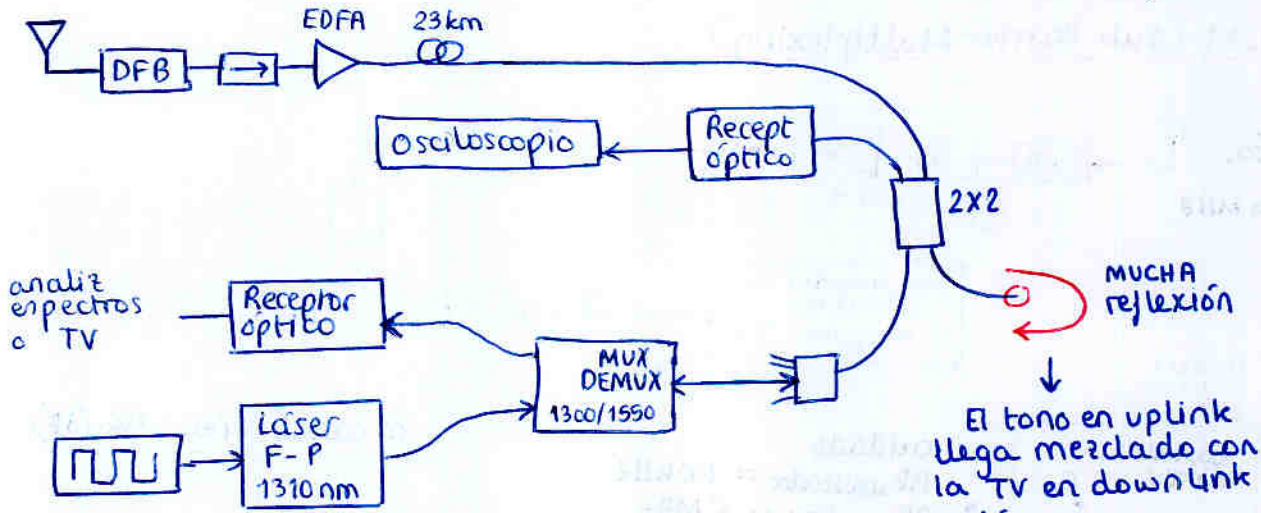 EDFA 23km
DFB
Osciloscopio
Recept
óptico
2x2
analiz
espectros
o TV
Receptor
óptico
MUX
DEMUX
1300/1550
MUCHA
reflexión
Láser
F-P
1310nm
El tono en uplink
llega mezclado con
la TV en downlink